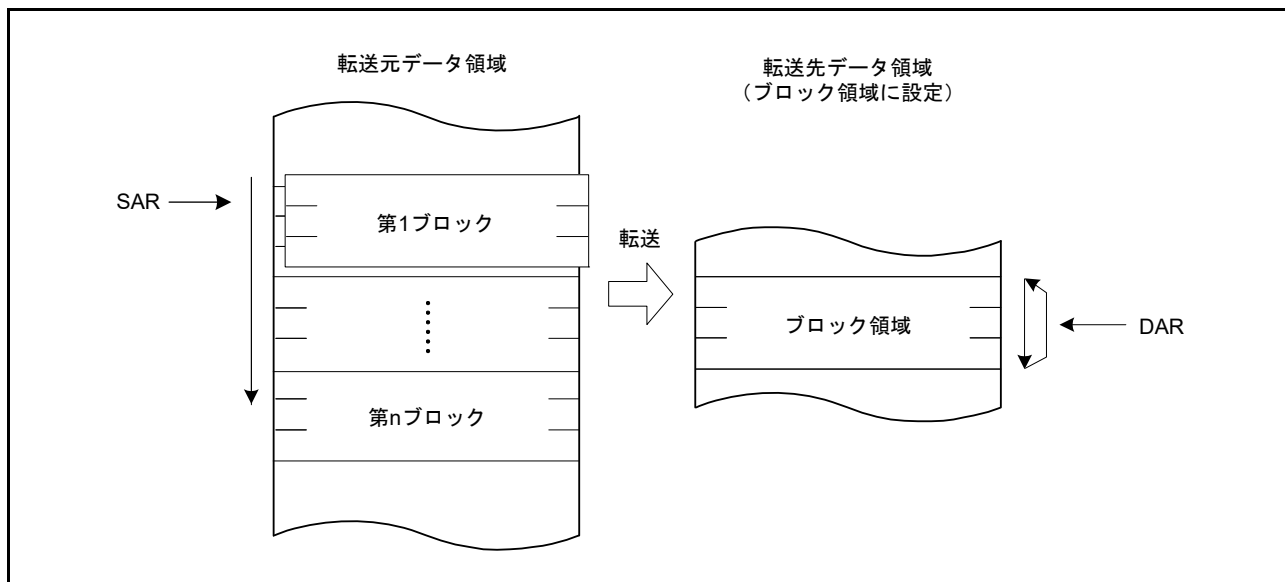 転送元データ領域
転送先データ領域
（ブロック領域に設定）
SAR
第1ブロック
転送
ブロック領域
DAR
第nブロック